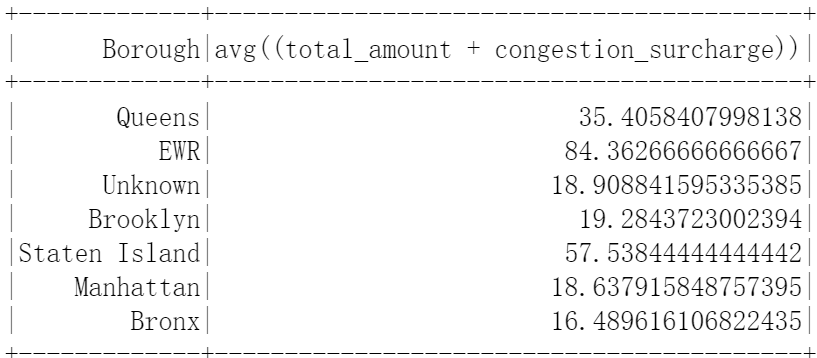 +-------------+------------------------------------------+
|      Borough|avg((total_amount + congestion_surcharge))|
+-------------+------------------------------------------+
|       Queens|                          35.4058407998138|
|          EWR|                         84.36266666666667|
|      Unknown|                        18.908841595335385|
|     Brooklyn|                          19.2843723002394|
|Staten Island|                         57.53844444444442|
|    Manhattan|                        18.637915848757395|
|        Bronx|                        16.489616106822435|
+-------------+------------------------------------------+